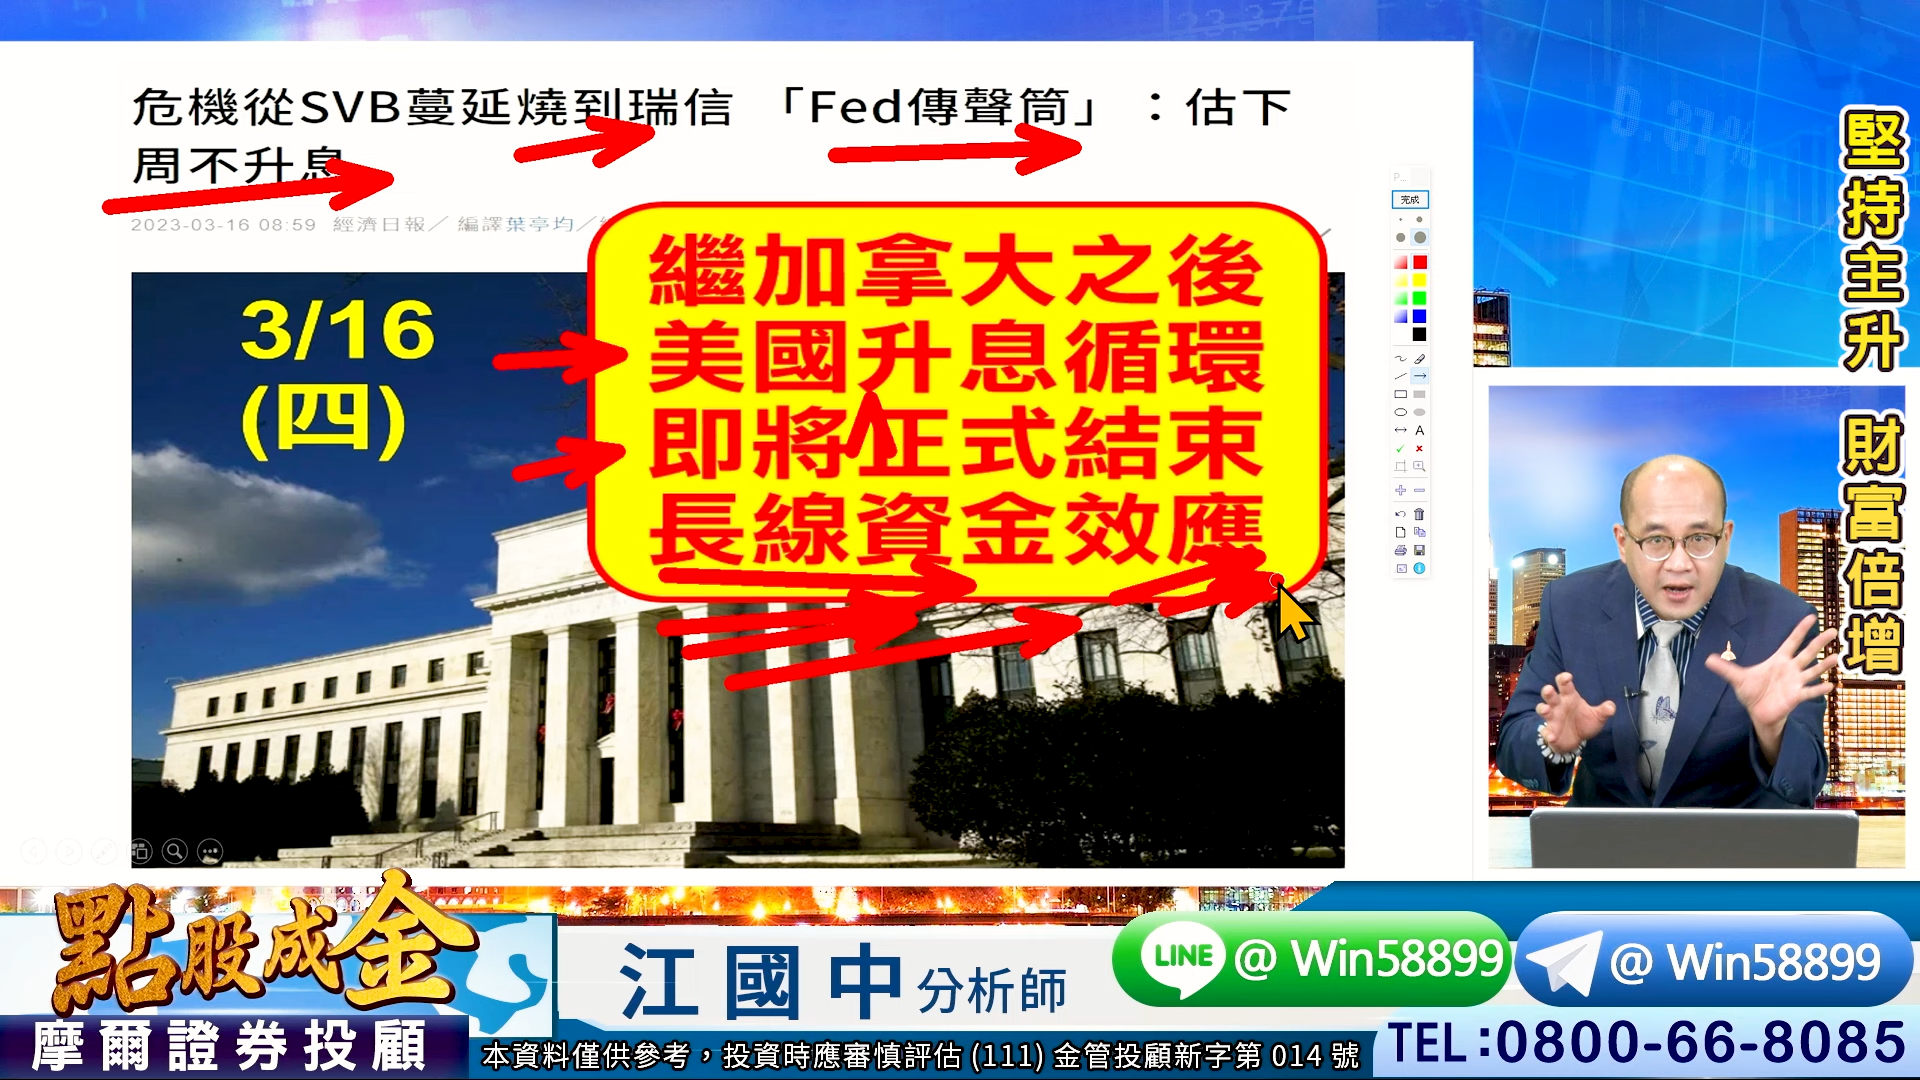 危機從SVB蔓延燒到瑞信 「Fed傳聲筒」：估下
周不升息
2023-03-16 08:59 經濟日報／ 編譯葉亭均／
3/16
(四)
繼加拿大之後
美國升息循環
即將正式結束
長線資金效應
P...
完成
A
堅持主升 財富倍增
點股成金
摩爾證券投顧
江國中 分析師
LINE @ Win58899
@ Win58899
TEL:0800-66-8085
本資料僅供參考，投資時應審慎評估 (111) 金管投顧新字第 014 號